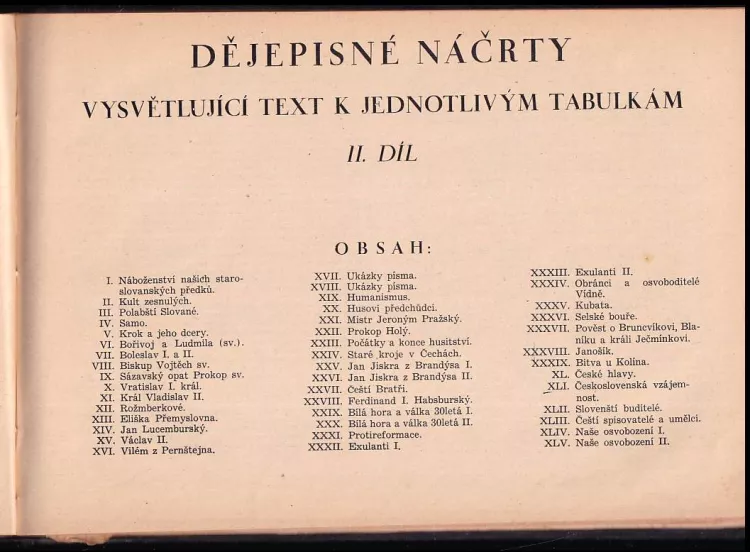 DĚJEPISNÉ NÁČRTY
VYSVĚTLUJÍCÍ TEXT K JEDNOTLIVÝM TABULKÁM
II. DÍL
OBSAH:
I. Náboženství našich staro-
slovanských předků.
II. Kult zesnulých.
III. Polabští Slované.
IV. Samo.
V. Krok a jeho dcery.
VI. Bořivoj a Ludmila (sv.).
VII. Boleslav I. a II.
VIII. Biskup Vojtěch sv.
IX. Sázavský opat Prokop sv.
X. Vratislav I. král.
XI. Král Vladislav II.
XII. Rožmberkové.
XIII. Eliška Přemyslovna.
XIV. Jan Lucemburský.
XV. Václav II.
XVI. Vilém z Pernštejna.
XVII. Ukázky písma.
XVIII. Ukázky písma.
XIX. Humanismus.
XX. Husovi předchůdci.
XXI. Mistr Jeroným Pražský.
XXII. Prokop Holý.
XXIII. Počátky a konce husitství.
XXIV. Staré kroje v Čechách.
XXV. Jan Jiskra z Brandýsa I.
XXVI. Jan Jiskra z Brandýsa II.
XXVII. Čeští Bratři.
XXVIII. Ferdinand I. Habsburský.
XXIX. Bílá hora a válka 30letá I.
XXX. Bílá hora a válka 30letá II.
XXXI. Protireformace.
XXXII. Exulanti I.
XXXIII. Exulanti II.
XXXIV. Obránci a osvoboditelé
Vídně.
XXXV. Kubata.
XXXVI. Selské bouře.
XXXVII. Pověst o Bruncvíkovi, Bla-
níku a králi Ječmínkovi.
XXXVIII. Janošík.
XXXIX. Bitva u Kolína.
XL. České hlavy.
XLI. Československá vzájem-
nost.
XLII. Slovenští buditelé.
XLIII. Čeští spisovatelé a umělci.
XLIV. Naše osvobození I.
XLV. Naše osvobození II.